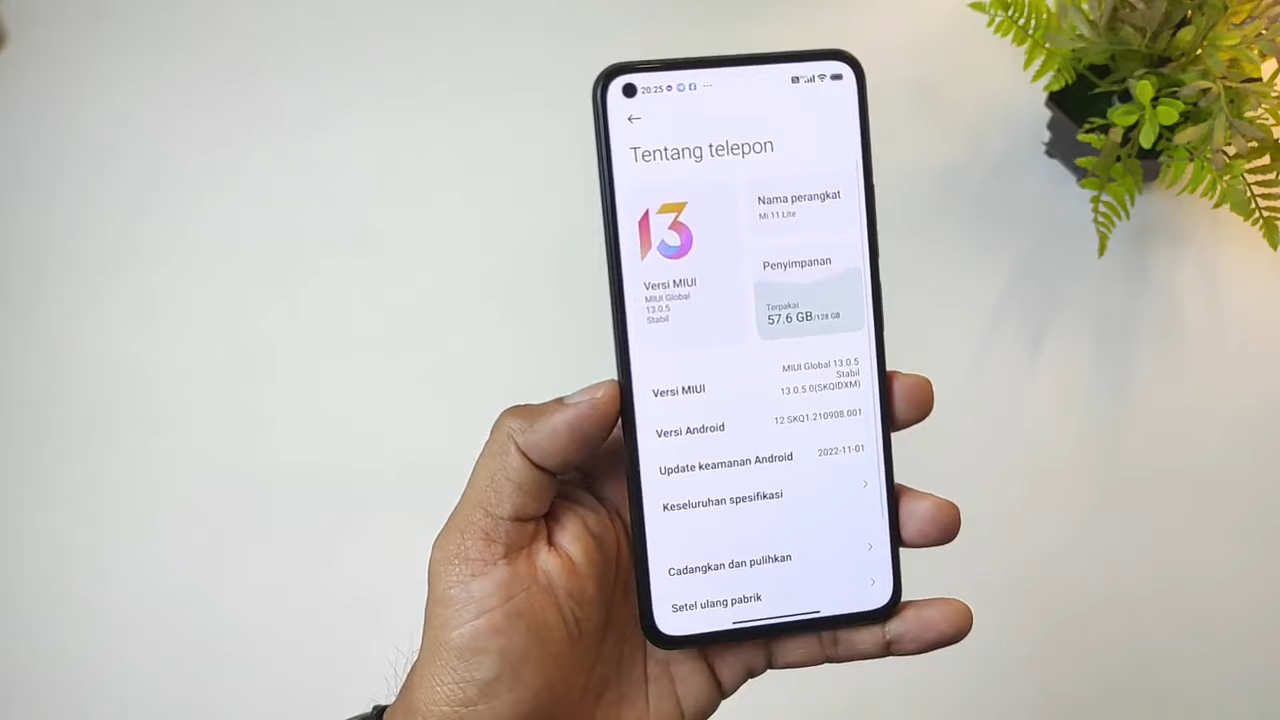 20.25
Tentang telepon
13
Versi MIUI
MIUI Global
13.0.5
Stabil
Nama perangkat
Mi 11 Lite
Penyimpanan
Terpakai
57.6 GB/128 GB
Versi MIUI
MIUI Global 13.0.5
Stabil
13.0.5.0(SKQIDXM)
Versi Android
12 SKQ1.210908.001
Update keamanan Android
2022-11-01
Keseluruhan spesifikasi
Cadangkan dan pulihkan
Setel ulang pabrik